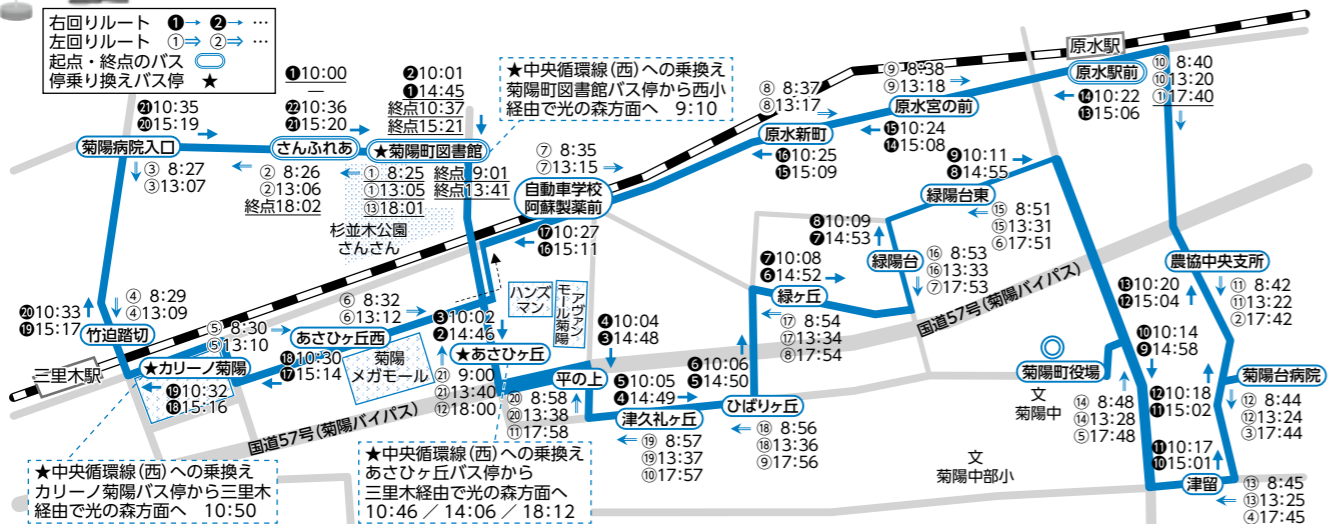 右回りルート ❶→ ❷→ …
左回りルート ①⇒ ②⇒ …
起点・終点のバス
停乗り換えバス停 ★
❶10:00
―
❷10:01
❶14:45
終点10:37
終点15:21
★中央循環線(西)への乗換え
菊陽町図書館バス停から西小
経由で光の森方面へ 9:10
㉑10:35
⓴15:19
菊陽病院入口
③ 8:27
③13:07
㉒10:36
㉑15:20
さんふれあ
② 8:26
②13:06
終点18:02
★菊陽町図書館
① 8:25
①13:05
⑬18:01
終点 9:01
終点13:41
杉並木公園
さんさん
⑦ 8:35
⑦13:15
自動車学校
阿蘇製薬前
⓱10:27
⓰15:11
⑧ 8:37
⑧13:17
原水新町
⓰10:25
⓯15:09
⑨ 8:38
⑨13:18
原水宮の前
⓯10:24
⓮15:08
原水駅
原水駅前
⓮10:22
⓭15:06
⑩ 8:40
⑩13:20
①17:40
❾10:11
❽14:55
緑陽台東
⑮ 8:51
⑮13:31
⑥17:51
❽10:09
❼14:53
緑陽台
⑯ 8:53
⑯13:33
⑦17:53
❼10:08
❻14:52
緑ヶ丘
⑰ 8:54
⑰13:34
⑧17:54
国道57号(菊陽バイパス)
⓭10:20
⓬15:04
農協中央支所
⑪ 8:42
⑪13:22
②17:42
❿10:14
❾14:58
菊陽町役場
文
菊陽中
⑭ 8:48
⑭13:28
⑤17:48
⓬10:18
⓫15:02
菊陽台病院
⑫ 8:44
⑫13:24
③17:44
⓫10:17
❿15:01
津留
⑬ 8:45
⑬13:25
④17:45
文
菊陽中部小
⓴10:33
⓳15:17
竹迫踏切
④ 8:29
④13:09
三里木駅
★カリーノ菊陽
⑤ 8:30
⑤13:10
⓳10:32
⓲15:16
あさひヶ丘西
⑥ 8:32
⑥13:12
⓲10:30
⓱15:14
菊陽
メガモール
ハンズ
マン
アヴァン
モール菊陽
❸10:02
❷14:46
★あさひヶ丘
㉑ 9:00
㉑13:40
⑫18:00
❹10:04
❸14:48
平の上
⑳ 8:58
⑳13:38
⑪17:58
❺10:05
❹14:49
津久礼ヶ丘
⑲ 8:57
⑲13:37
⑩17:57
❻10:06
❺14:50
ひばりヶ丘
⑱ 8:56
⑱13:36
⑨17:56
国道57号(菊陽バイパス)
★中央循環線(西)への乗換え
カリーノ菊陽バス停から三里木
経由で光の森方面へ 10:50
★中央循環線(西)への乗換え
あさひヶ丘バス停から
三里木経由で光の森方面へ
10:46 / 14:06 / 18:12